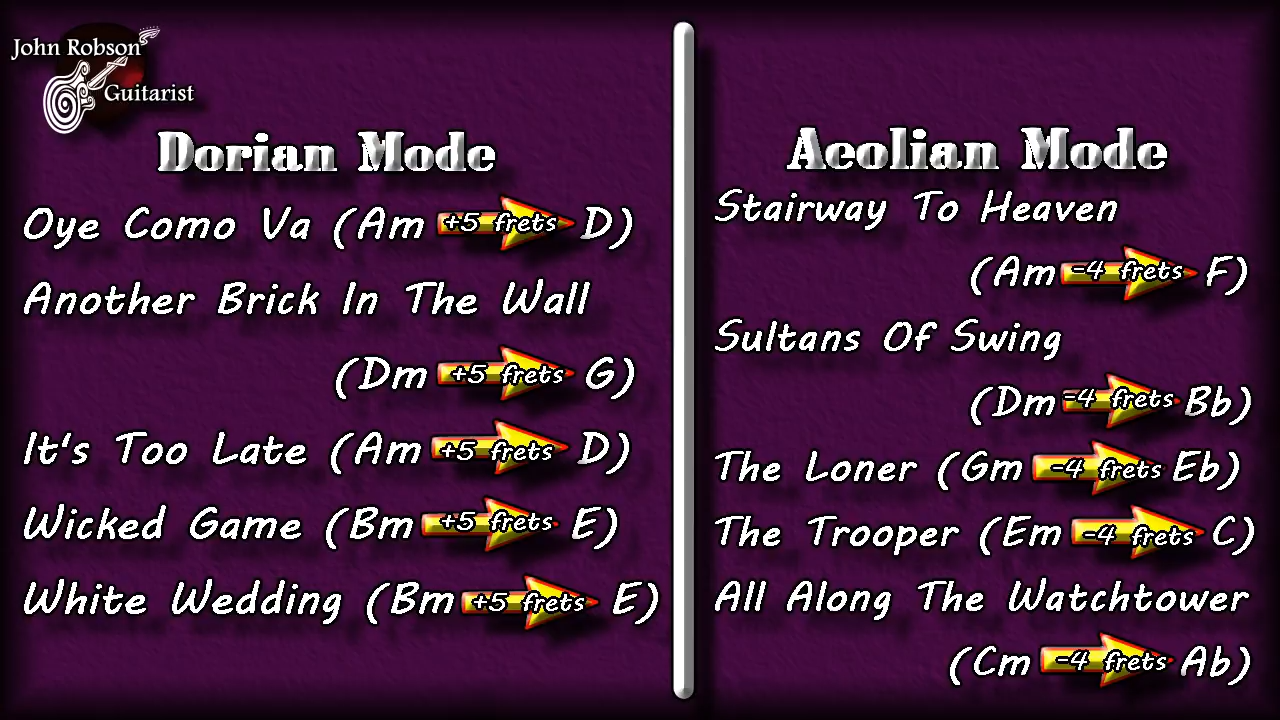 John Robson
Guitarist
Dorian Mode
Oye Como Va (Am +5 frets D)
Another Brick In The Wall
(Dm +5 frets G)
It's Too Late (Am +5 frets D)
Wicked Game (Bm +5 frets E)
White Wedding (Bm +5 frets E)
Aeolian Mode
Stairway To Heaven
(Am -4 frets F)
Sultans Of Swing
(Dm -4 frets Bb)
The Loner (Gm -4 frets Eb)
The Trooper (Em -4 frets C)
All Along The Watchtower
(Cm -4 frets Ab)